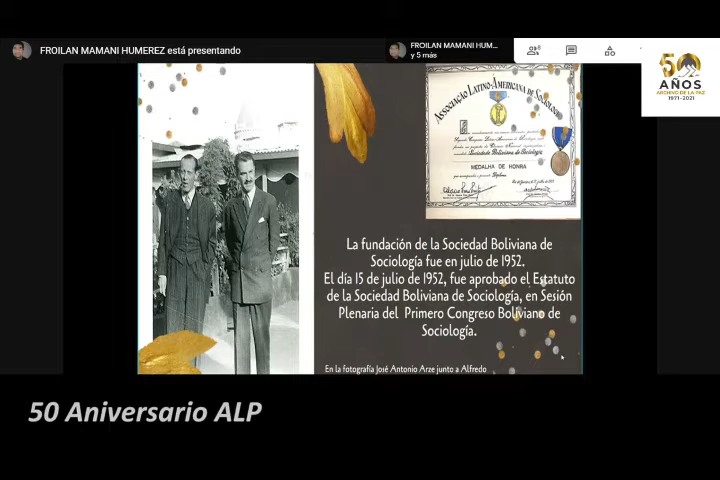 FROILAN MAMANI HUMEREZ está presentando
FROILAN MAMANI HUM...
y 5 más
50
AÑOS
ARCHIVO DE LA PAZ
1971-2021
ASSOCIAÇÃO LATINO-AMERICANA DE SOCIOLOGIA
Sociedade Boliviana de Sociologia
MEDALHA DE HONRA
La fundación de la Sociedad Boliviana de
Sociología fue en julio de 1952.
El día 15 de julio de 1952, fue aprobado el Estatuto
de la Sociedad Boliviana de Sociología, en Sesión
Plenaria del Primero Congreso Boliviano de
Sociología.
En la fotografía José Antonio Arze junto a Alfredo
50 Aniversario ALP